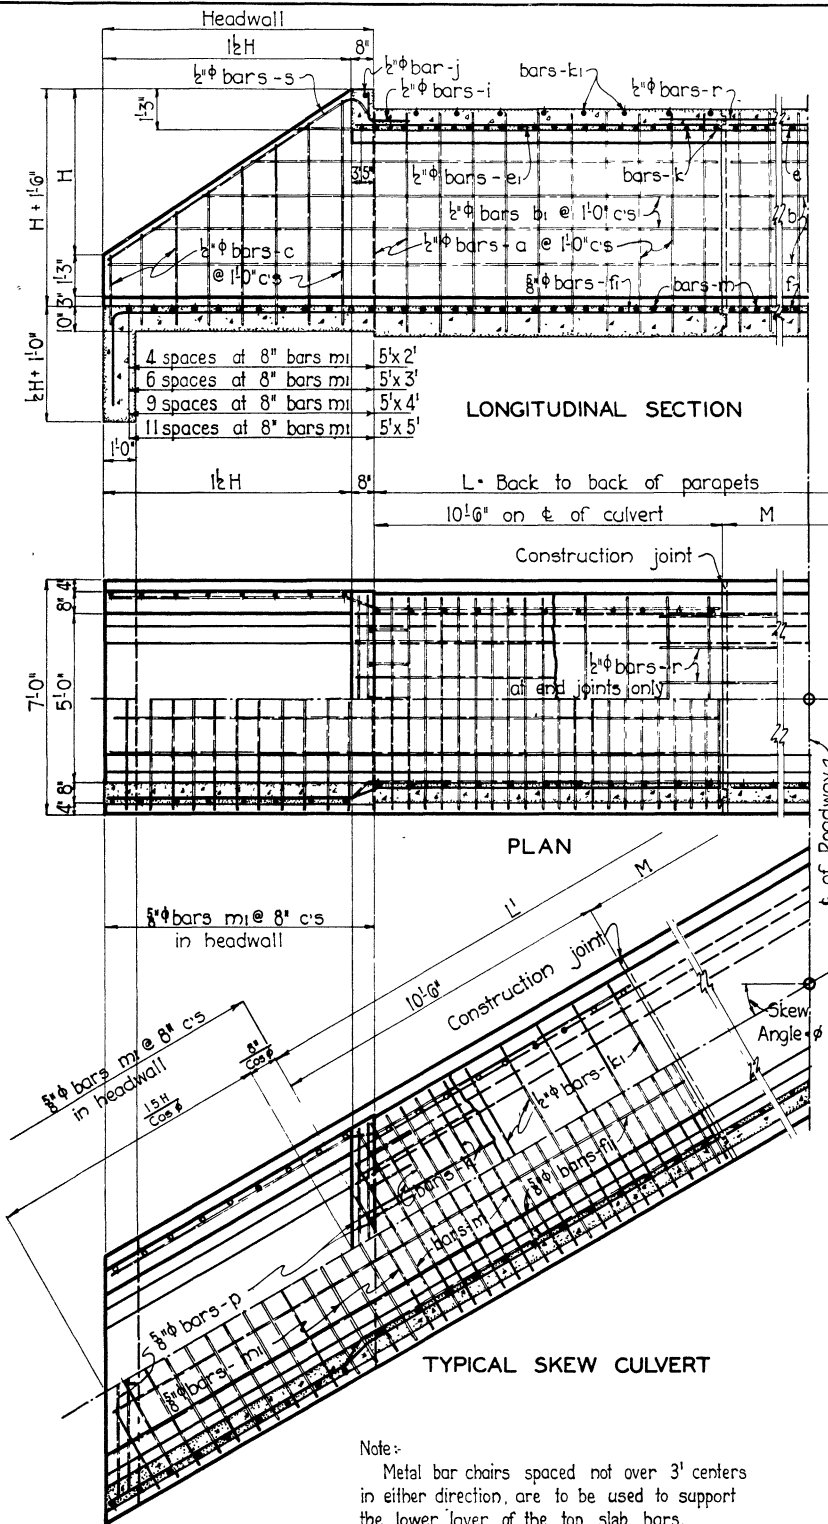 Headwall
1½H
8"
½"ϕ bars-s
½"ϕ bar-j
½"ϕ bars-i
bars-k1
½"ϕ bars-r
1'-3"
H + 1'-6"
H
3.5"
½"ϕ bars-e1
bars-k
e
½"ϕ bars b1 @ 1'-0" c's
b
½"ϕ bars-c
@ 1'-0" c's
½"ϕ bars-a @ 1'-0" c's
1'-3"
⅝"ϕ bars-f1
bars-m
f
3"
10"
½H + 1'-0"
4 spaces at 8" bars m1 5'x 2'
6 spaces at 8" bars m1 5'x 3'
9 spaces at 8" bars m1 5'x 4'
11 spaces at 8" bars m1 5'x 5'
1'-0"
LONGITUDINAL SECTION
1½H
8"
L - Back to back of parapets
10'-6" on ℄ of culvert
M
Construction joint
4"
8"
7'-0"
5'-0"
½"ϕ bars-r
at end joints only
8"
4"
PLAN
℄ of Roadway
⅝"ϕ bars m1 @ 8" c's
in headwall
L'
M
10'-6"
Construction joint
Skew
Angle = ϕ
⅝"ϕ bars m1 @ 8" c's
in headwall
8"
Cos ϕ
1.5 H
Cos ϕ
½"ϕ bars-k1
⅝"ϕ bars-f1
bars-m
⅝"ϕ bars-p
⅝"ϕ bars-m1
TYPICAL SKEW CULVERT
Note:-
Metal bar chairs spaced not over 3' centers
in either direction, are to be used to support
the lower layer of the top slab bars.